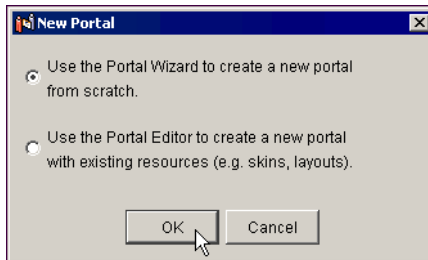 New Portal
Use the Portal Wizard to create a new portal
from scratch.
Use the Portal Editor to create a new portal
with existing resources (e.g. skins, layouts).
OK
Cancel